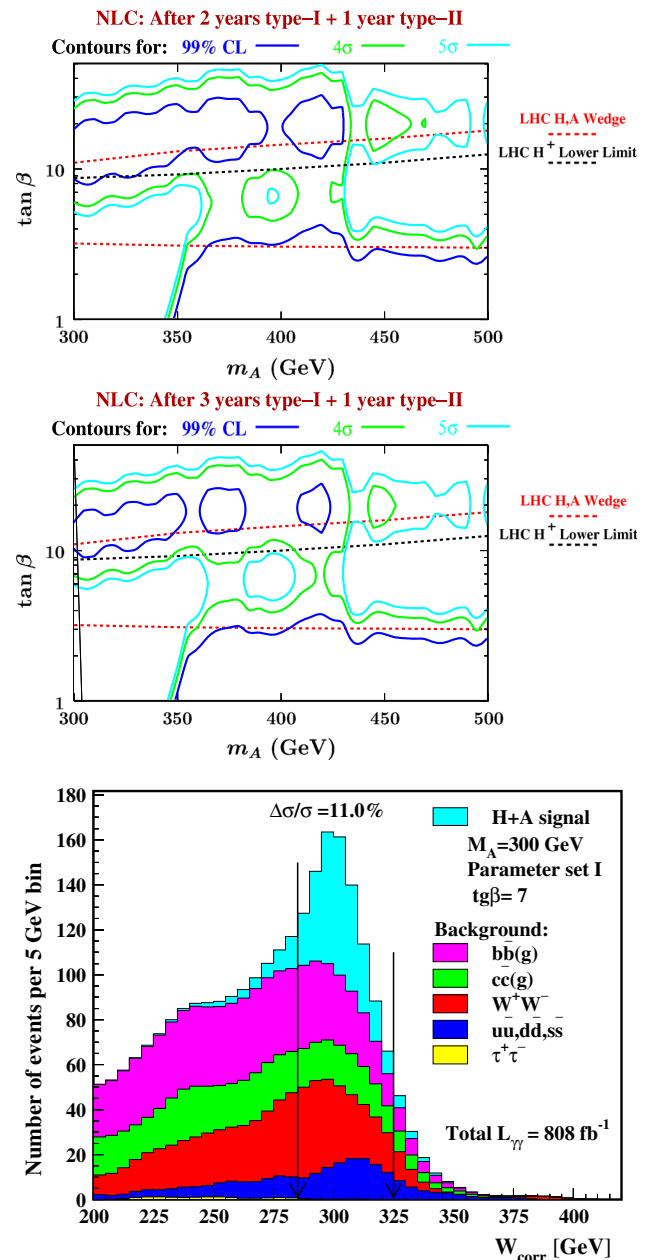 NLC: After 2 years type-I + 1 year type-II
Contours for: 99% CL 4σ 5σ
LHC H,A Wedge
LHC H⁺ Lower Limit
10
1
tan β
300 350 400 450 500
m_A (GeV)
NLC: After 3 years type-I + 1 year type-II
Contours for: 99% CL 4σ 5σ
LHC H,A Wedge
LHC H⁺ Lower Limit
10
1
tan β
300 350 400 450 500
m_A (GeV)
180
160
140
120
100
80
60
40
20
0
Number of events per 5 GeV bin
Δσ/σ =11.0%
H+A signal
M_A=300 GeV
Parameter set I
tgβ= 7
Background:
bb̄(g)
cc̄(g)
W⁺W⁻
uū,dd̄,ss̄
τ⁺τ⁻
Total L_γγ = 808 fb⁻¹
200 225 250 275 300 325 350 375 400
W_corr [GeV]